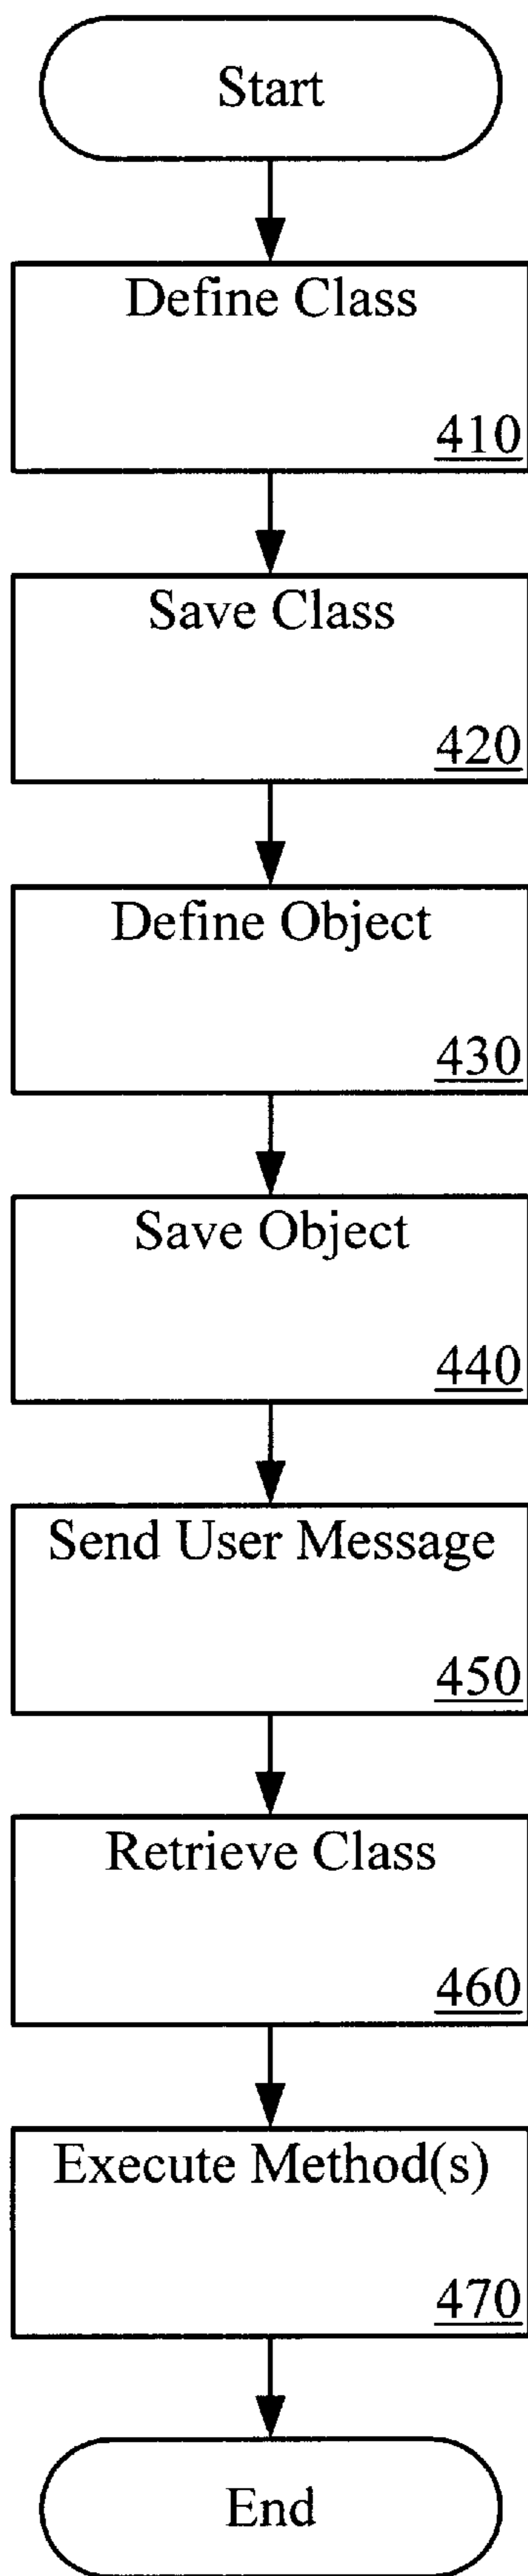 Start
Define Class
410
Save Class
420
Define Object
430
Save Object
440
Send User Message
450
Retrieve Class
460
Execute Method(s)
470
End